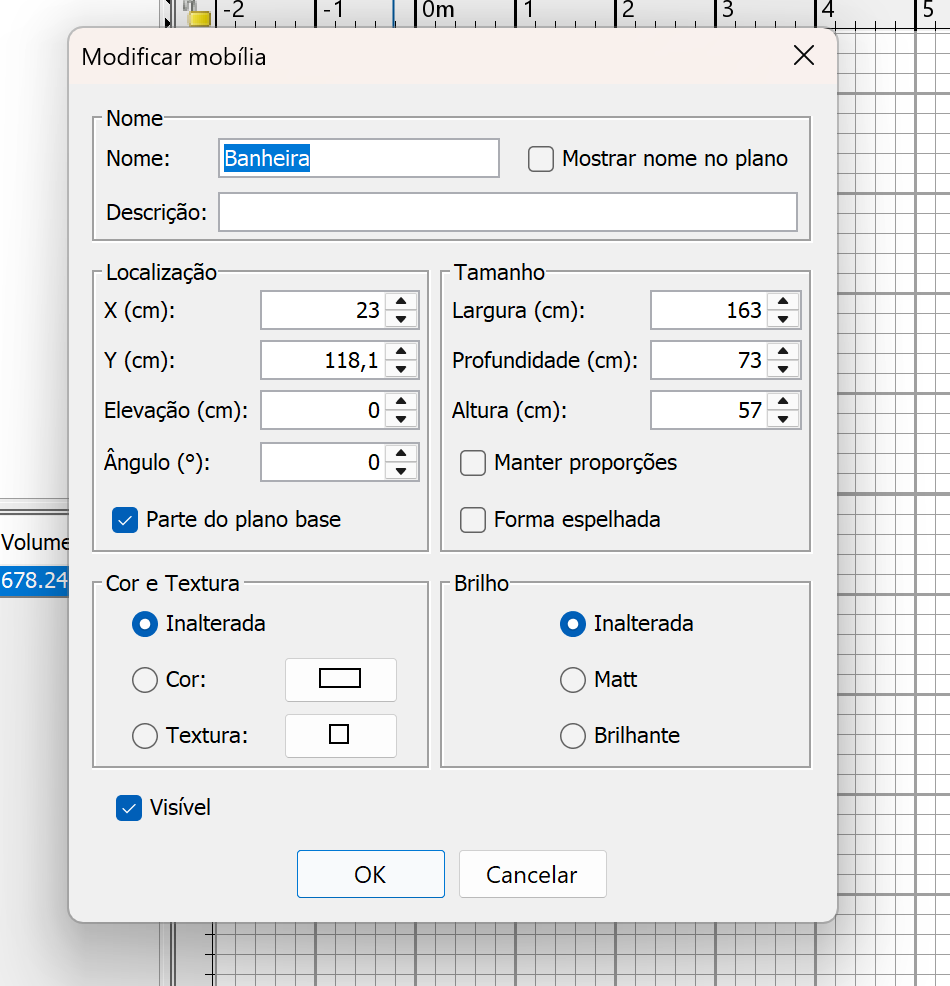 -2 -1 0m 1 2 3 4 5
Modificar mobília
Nome
Nome: Banheira Mostrar nome no plano
Descrição:
Localização
X (cm): 23
Y (cm): 118,1
Elevação (cm): 0
Ângulo (°): 0
Parte do plano base
Tamanho
Largura (cm): 163
Profundidade (cm): 73
Altura (cm): 57
Manter proporções
Forma espelhada
Volume
678.24
Cor e Textura
Inalterada
Cor:
Textura:
Brilho
Inalterada
Matt
Brilhante
Visível
OK Cancelar